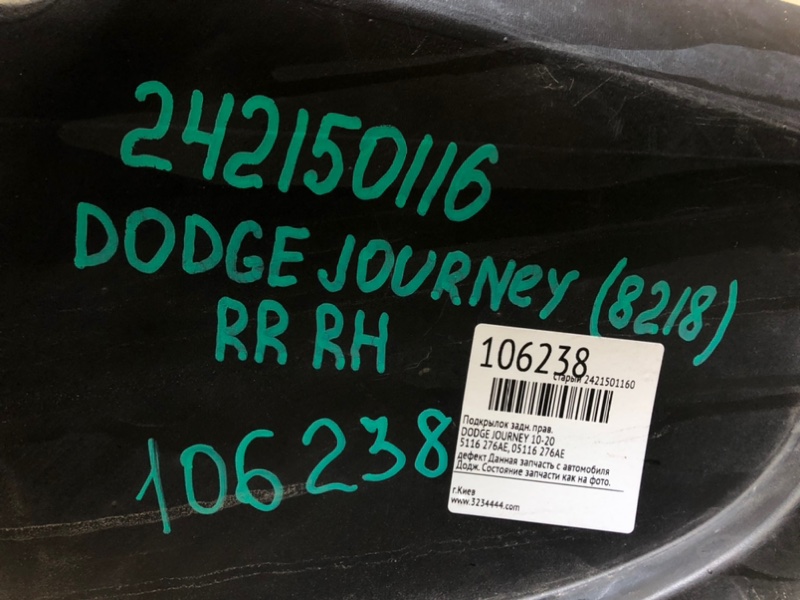 242150116
DODGE JOURNEY (8218)
RR RH
106238
106238
старый 2421501160
Подкрылок задн. прав.
DODGE JOURNEY 10-20
5116 276AE, 05116 276AE
дефект Данная запчасть с автомобиля
Додж. Состояние запчасти как на фото.
г.Киев
www.3234444.com